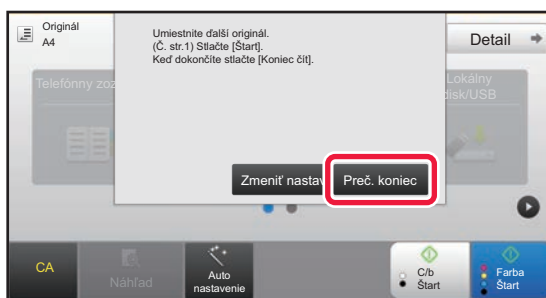 Originál
A4
Umiestnite ďalší originál.
(Č. str.1) Stlačte [Štart].
Keď dokončíte stlačte [Koniec čít].
Detail
Telefónny zoz
Lokálny
disk/USB
Zmeniť nastav
Preč. koniec
CA
Náhľad
Auto
nastavenie
C/b
Štart
Farba
Štart